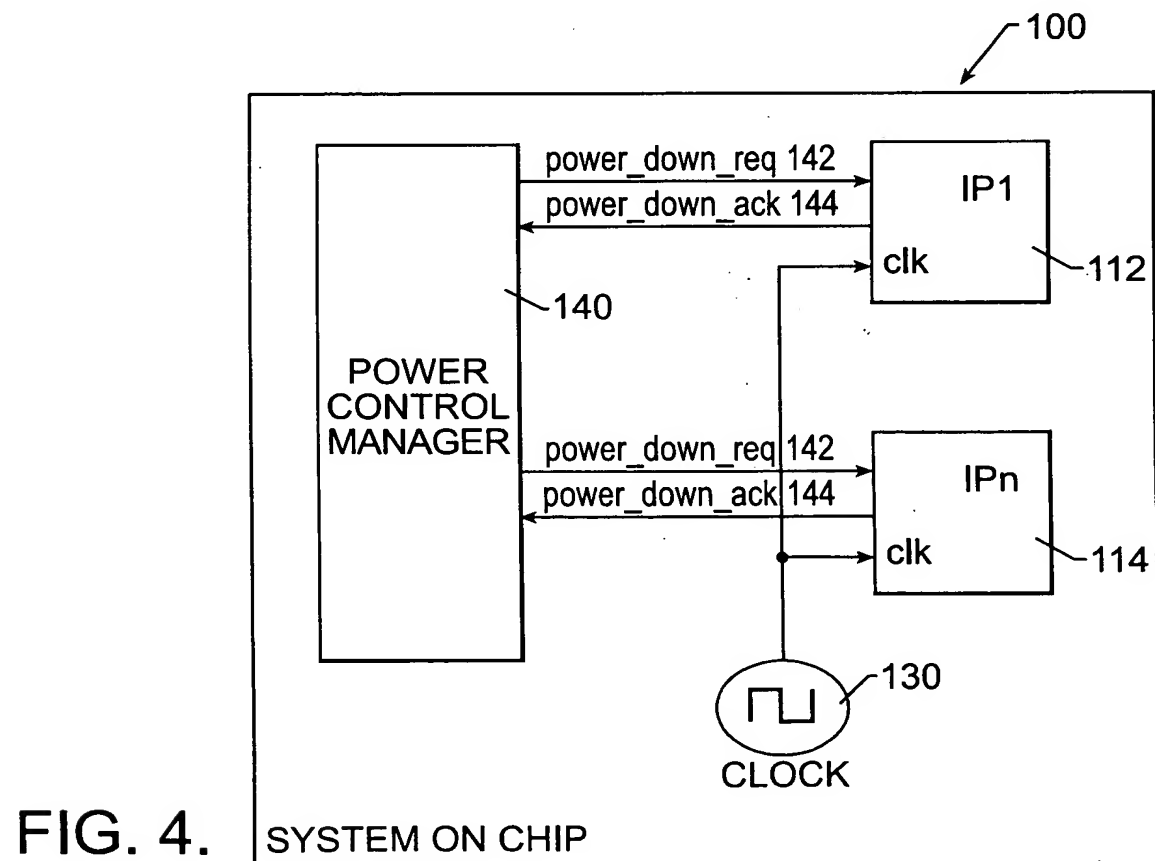 100
power_down_req 142
power_down_ack 144
IP1
clk
112
140
POWER
CONTROL
MANAGER
power_down_req 142
power_down_ack 144
IPn
clk
114
130
CLOCK
FIG. 4.
SYSTEM ON CHIP